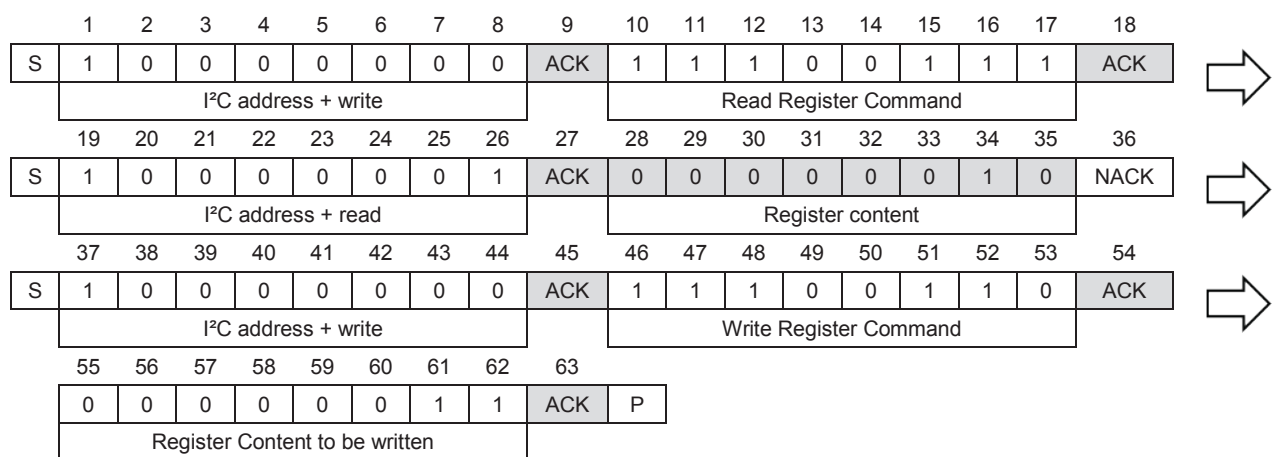 1 2 3 4 5 6 7 8 9 10 11 12 13 14 15 16 17 18
S 1 0 0 0 0 0 0 0 ACK 1 1 1 0 0 1 1 1 ACK
I²C address + write Read Register Command
19 20 21 22 23 24 25 26 27 28 29 30 31 32 33 34 35 36
S 1 0 0 0 0 0 0 1 ACK 0 0 0 0 0 0 1 0 NACK
I²C address + read Register content
37 38 39 40 41 42 43 44 45 46 47 48 49 50 51 52 53 54
S 1 0 0 0 0 0 0 0 ACK 1 1 1 0 0 1 1 0 ACK
I²C address + write Write Register Command
55 56 57 58 59 60 61 62 63
0 0 0 0 0 0 1 1 ACK P
Register Content to be written